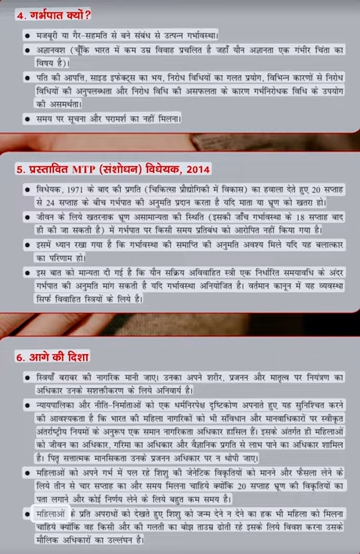 4. गर्भपात क्यों?
मजबूरी या गैर-सहमति से बने संबंध से उत्पन्न गर्भावस्था।
अज्ञानवश (चूँकि भारत में कम उम्र विवाह प्रचलित है जहाँ यौन अज्ञानता एक गंभीर चिंता का
विषय है)।
पति की आपत्ति, साइड इफेक्ट्स का भय, निरोध विधियों का गलत प्रयोग, विभिन्न कारणों से निरोध
विधियों की अनुपलब्धता और निरोध विधि की असफलता के कारण गर्भनिरोधक विधि के उपयोग
की असमर्थता।
समय पर सूचना और परामर्श का नहीं मिलना।
5. प्रस्तावित MTP (संशोधन) विधेयक, 2014
विधेयक, 1971 के बाद की प्रगति (चिकित्सा प्रौद्योगिकी में विकास) का हवाला देते हुए 20 सप्ताह
से 24 सप्ताह के बीच गर्भपात की अनुमति प्रदान करता है यदि माता या भ्रूण को खतरा हो।
जीवन के लिये खतरनाक भ्रूण असामान्यता की स्थिति (इसकी जाँच गर्भावस्था के 18 सप्ताह बाद
ही की जा सकती है) में गर्भपात पर किसी समय प्रतिबंध को आरोपित नहीं किया गया है।
इसमें ध्यान रखा गया है कि गर्भावस्था की समाप्ति की अनुमति अवश्य मिले यदि यह बलात्कार
का परिणाम हो।
इस बात को मान्यता दी गई है कि यौन सक्रिय अविवाहित स्त्री एक निर्धारित समयावधि के अंदर
गर्भपात की अनुमति मांग सकती है यदि गर्भावस्था अनियोजित है। वर्तमान कानून में यह व्यवस्था
सिर्फ विवाहित स्त्रियों के लिये है।
6. आगे की दिशा
स्त्रियाँ बराबर की नागरिक मानी जाए। उनका अपने शरीर, प्रजनन और मातृत्व पर नियंत्रण का
अधिकार उनके सशक्तीकरण के लिये अनिवार्य है।
न्यायपालिका और नीति-निर्माताओं को एक धर्मनिरपेक्ष दृष्टिकोण अपनाते हुए यह सुनिश्चित करने
की आवश्यकता है कि भारत की महिला नागरिकों को भी संविधान और मानवाधिकारों पर स्वीकृत
अंतर्राष्ट्रीय नियमों के अनुरूप एक समान नागरिकता अधिकार हासिल हैं। इसके अंतर्गत ही महिलाओं
को जीवन का अधिकार, गरिमा का अधिकार और वैज्ञानिक प्रगति से लाभ पाने का अधिकार शामिल
है। पितृ सत्तात्मक मानसिकता उनके प्रजनन अधिकार पर न थोपी जाए।
महिलाओं को अपने गर्भ में पल रहे शिशु की जेनेटिक विकृतियों को मानने और फैसला लेने के
लिये तीन से चार सप्ताह का और समय मिलना चाहिये क्योंकि 20 सप्ताह भ्रूण की विकृतियों का
पता लगाने और कोई निर्णय लेने के लिये बहुत कम समय है।
महिलाओं के प्रति अपराधों को देखते हुए शिशु को जन्म देने न देने का हक भी महिला को मिलना
चाहिये क्योंकि वह किसी और की गलती का बोझ ताउम्र ढोती रहे इसके लिये विवश करना उसके
मौलिक अधिकारों का उल्लंघन है।